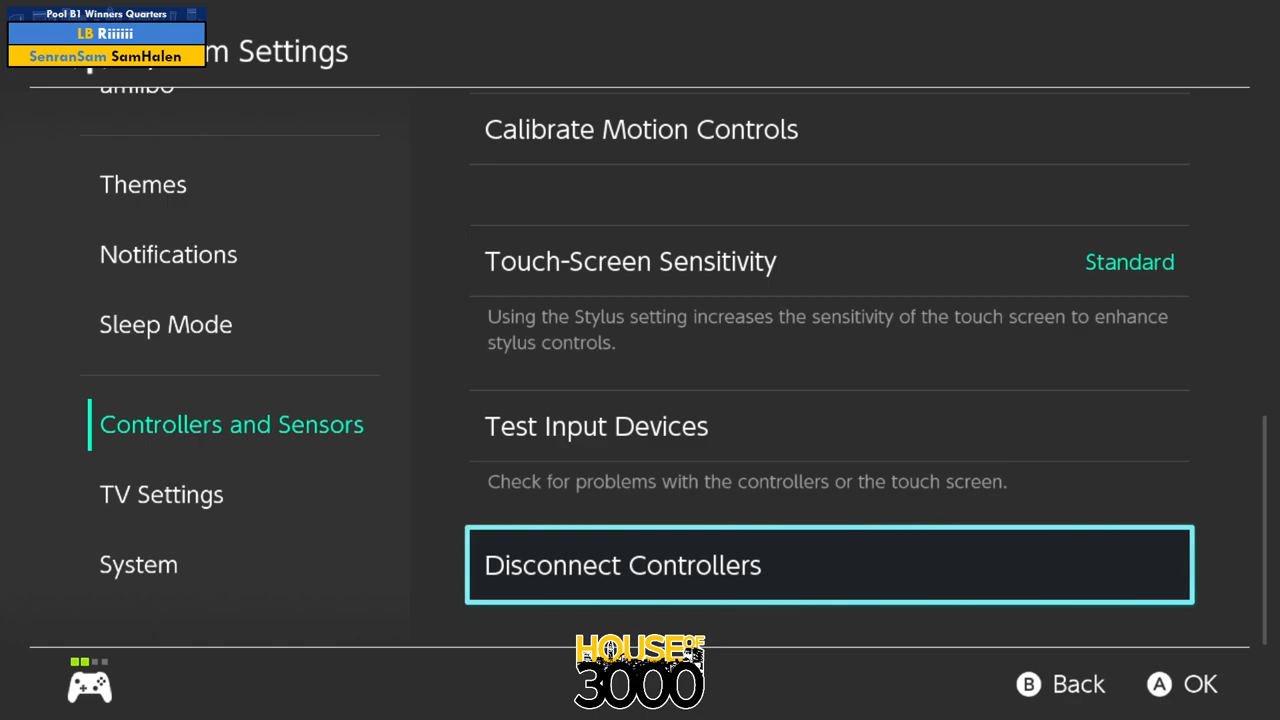 Pool B1 Winners Quarters
LB Riiiiii
SenranSam SamHalen
m Settings
amiibo
Themes
Notifications
Sleep Mode
Controllers and Sensors
TV Settings
System
Calibrate Motion Controls
Touch-Screen Sensitivity Standard
Using the Stylus setting increases the sensitivity of the touch screen to enhance
stylus controls.
Test Input Devices
Check for problems with the controllers or the touch screen.
Disconnect Controllers
HOUSE OF
3000
B Back A OK